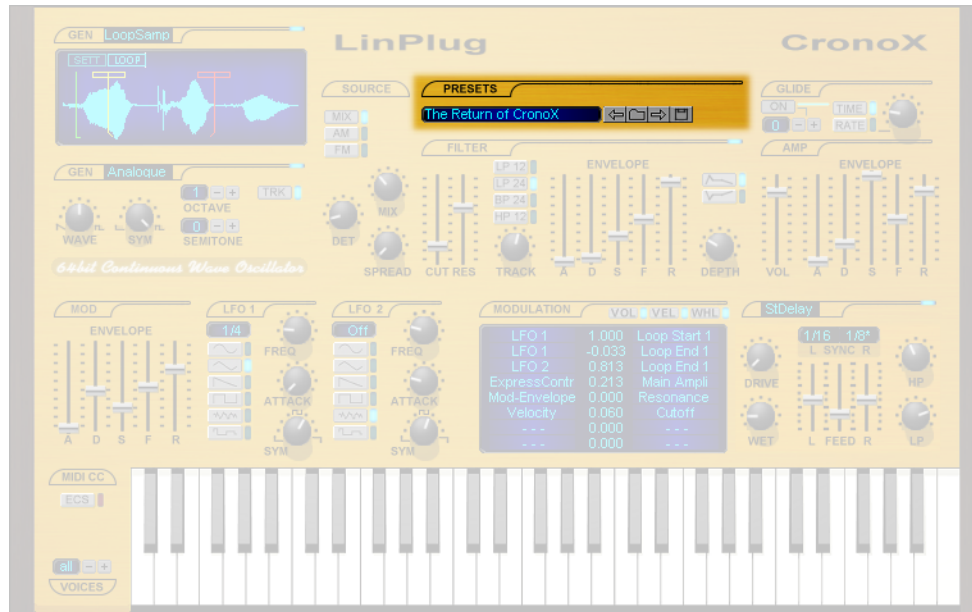 GEN LoopSamp
SETT LOOP
LinPlug
CronoX
SOURCE
MIX
AM
FM
PRESETS
The Return of CronoX
GLIDE
ON
0 - +
TIME
RATE
GEN Analogue
1 - +
OCTAVE
TRK
0 - +
SEMITONE
WAVE
SYM
64bit Continuous Wave Oscillator
MIX
DET
SPREAD
FILTER
LP 12
LP 24
BP 24
HP 12
ENVELOPE
CUT RES
TRACK
A D S F R
DEPTH
AMP
ENVELOPE
VOL A D S F R
MOD
ENVELOPE
A D S F R
LFO 1
1/4
FREQ
ATTACK
SYM
LFO 2
Off
FREQ
ATTACK
SYM
MODULATION VOL VEL WHL
LFO 1 1.000 Loop Start 1
LFO 1 -0.033 Loop End 1
LFO 2 0.813 Loop End 1
ExpressContr 0.213 Main Ampli
Mod-Envelope 0.000 Resonance
Velocity 0.060 Cutoff
- - - 0.000 - - -
- - - 0.000 - - -
StDelay
1/16 1/8*
L SYNC R
DRIVE
HP
WET
L FEED R
LP
MIDI CC
ECS
all - +
VOICES